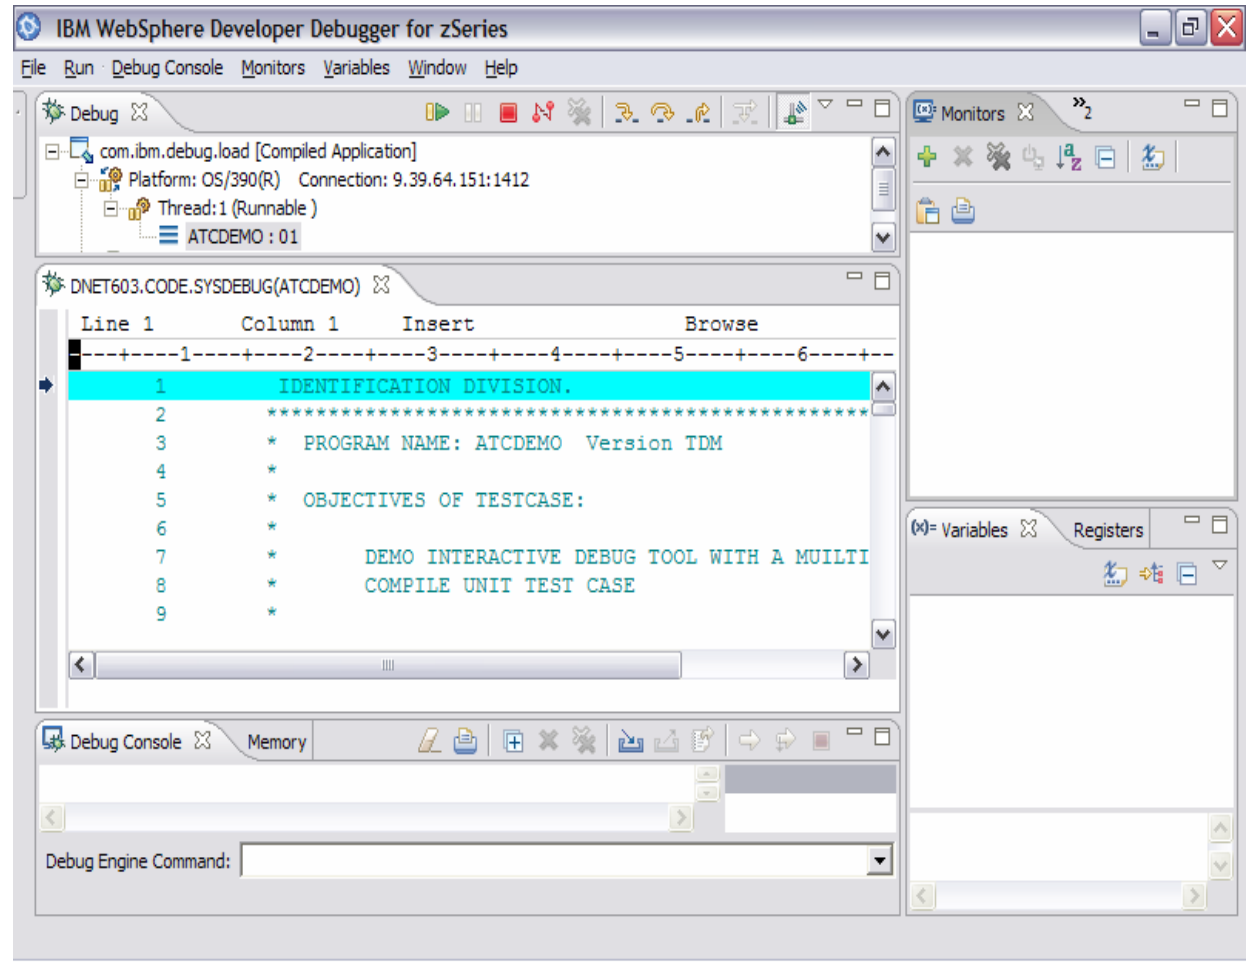 IBM WebSphere Developer Debugger for zSeries
File Run Debug Console Monitors Variables Window Help
Debug
com.ibm.debug.load [Compiled Application]
Platform: OS/390(R) Connection: 9.39.64.151:1412
Thread:1 (Runnable )
ATCDEMO : 01
DNET603.CODE.SYSDEBUG(ATCDEMO)
Line 1 Column 1 Insert Browse
----+----1----+----2----+----3----+----4----+----5----+----6----+--
1 IDENTIFICATION DIVISION.
2 *************************************************
3 * PROGRAM NAME: ATCDEMO Version TDM
4 *
5 * OBJECTIVES OF TESTCASE:
6 *
7 * DEMO INTERACTIVE DEBUG TOOL WITH A MUILTI
8 * COMPILE UNIT TEST CASE
9 *
Debug Console Memory
Debug Engine Command:
Monitors »2
(x)= Variables Registers